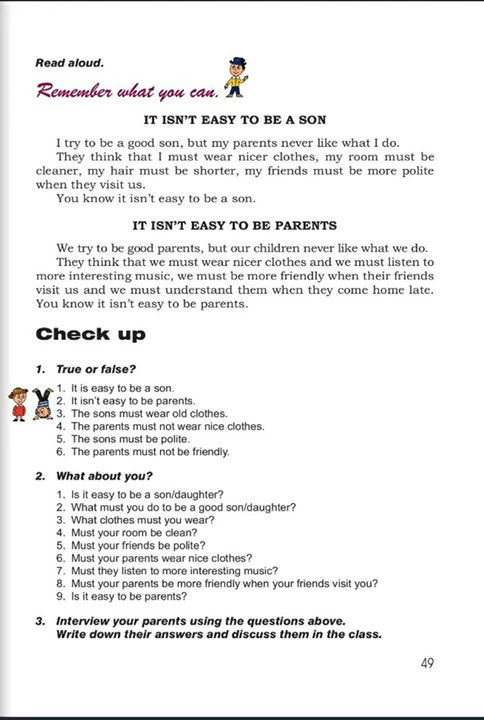 Read aloud.
Remember what you can.
IT ISN'T EASY TO BE A SON
I try to be a good son, but my parents never like what I do.
They think that I must wear nicer clothes, my room must be
cleaner, my hair must be shorter, my friends must be more polite
when they visit us.
You know it isn't easy to be a son.
IT ISN'T EASY TO BE PARENTS
We try to be good parents, but our children never like what we do.
They think that we must wear nicer clothes and we must listen to
more interesting music, we must be more friendly when their friends
visit us and we must understand them when they come home late.
You know it isn't easy to be parents.
Check up
1. True or false?
1. It is easy to be a son.
2. It isn't easy to be parents.
3. The sons must wear old clothes.
4. The parents must not wear nice clothes.
5. The sons must be polite.
6. The parents must not be friendly.
2. What about you?
1. Is it easy to be a son/daughter?
2. What must you do to be a good son/daughter?
3. What clothes must you wear?
4. Must your room be clean?
5. Must your friends be polite?
6. Must your parents wear nice clothes?
7. Must they listen to more interesting music?
8. Must your parents be more friendly when your friends visit you?
9. Is it easy to be parents?
3. Interview your parents using the questions above.
Write down their answers and discuss them in the class.
49